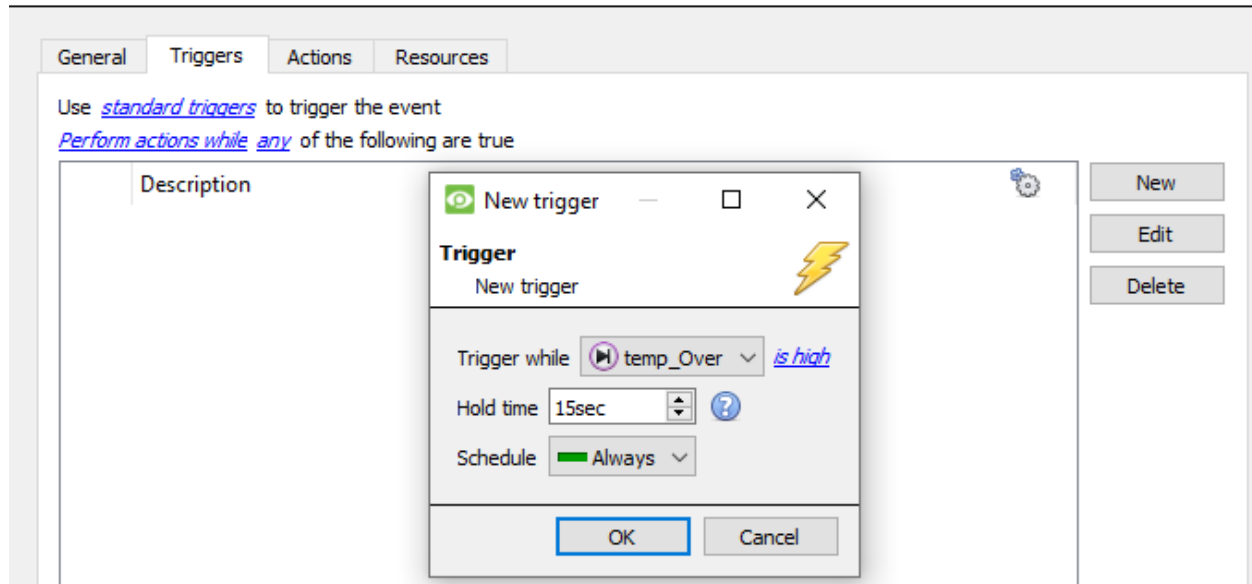 General Triggers Actions Resources
Use standard triggers to trigger the event
Perform actions while any of the following are true
Description
New
Edit
Delete
New trigger
Trigger
New trigger
Trigger while temp_Over is high
Hold time 15sec ?
Schedule Always
OK Cancel